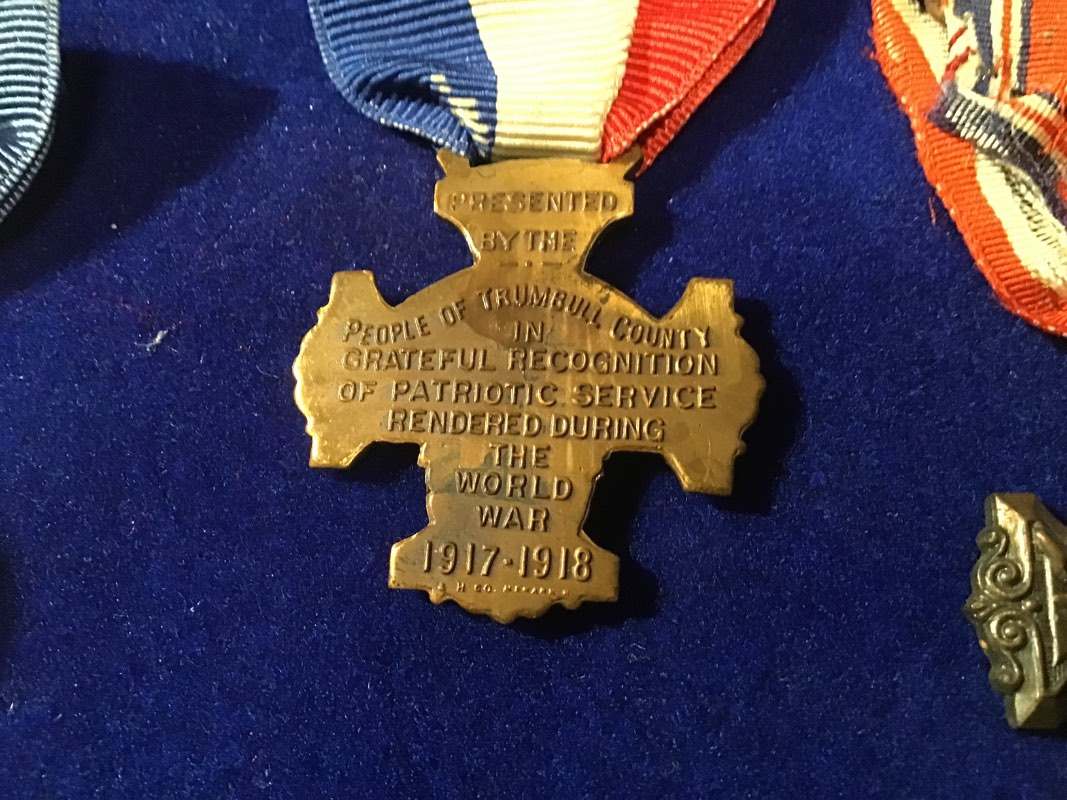 PRESENTED
BY THE
PEOPLE OF TRUMBULL COUNTY
IN
GRATEFUL RECOGNITION
OF PATRIOTIC SERVICE
RENDERED DURING
THE
WORLD
WAR
1917-1918
H CO.